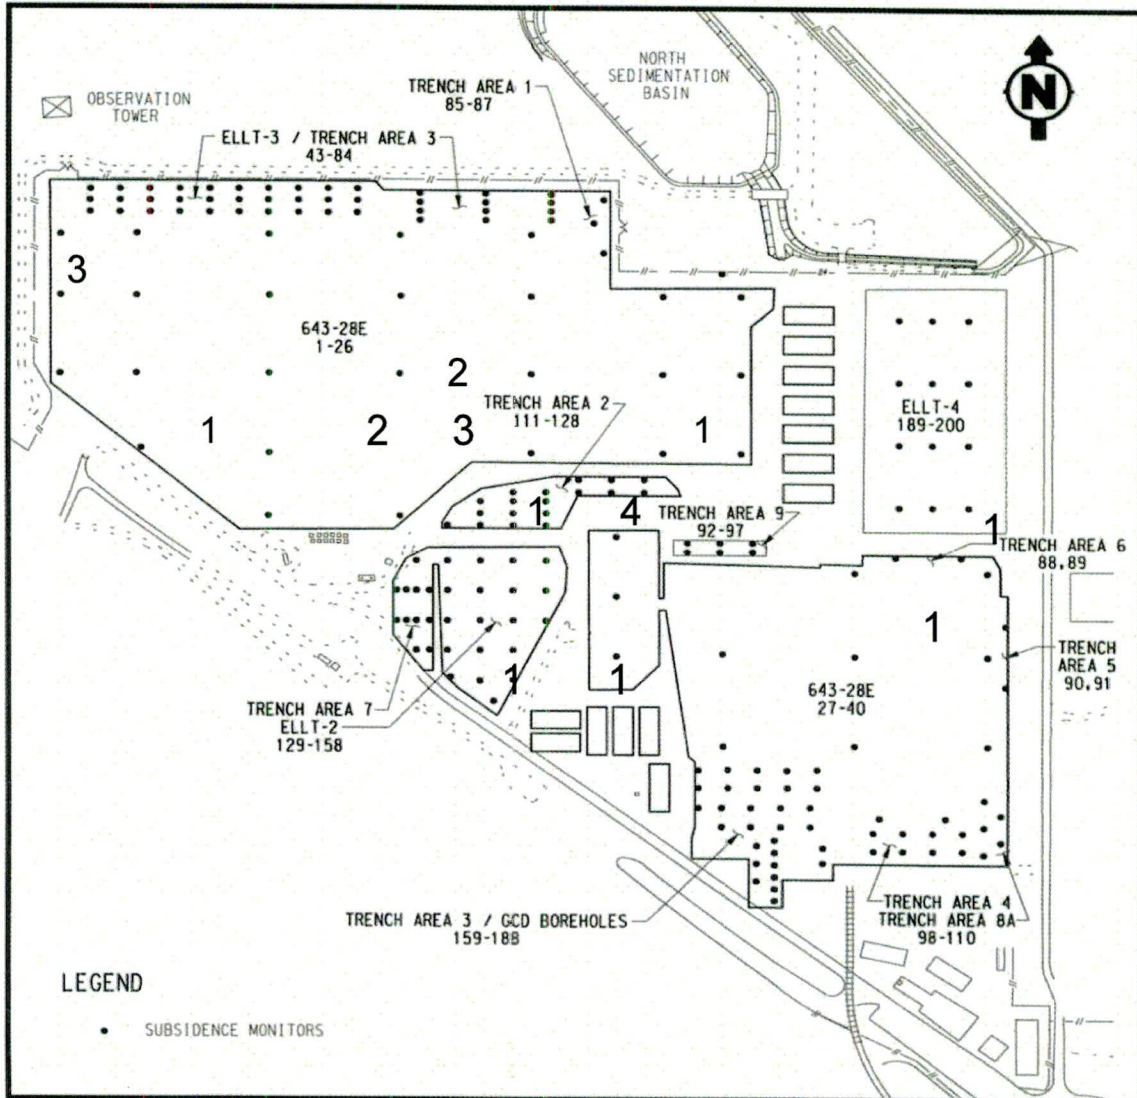 NORTH
SEDIMENTATION
BASIN
N
TRENCH AREA 1
85-87
OBSERVATION
TOWER
ELLT-3 / TRENCH AREA 3
43-84
3
643-28E
1-26
2
TRENCH AREA 2
111-128
1
2
3
1
ELLT-4
189-200
1
4
TRENCH AREA 9
92-97
1
TRENCH AREA 6
88,89
1
TRENCH
AREA 5
90,91
1
1
643-28E
27-40
TRENCH AREA 7
ELLT-2
129-158
TRENCH AREA 3 / GCD BOREHOLES
159-188
TRENCH AREA 4
TRENCH AREA 8A
98-110
LEGEND
SUBSIDENCE MONITORS